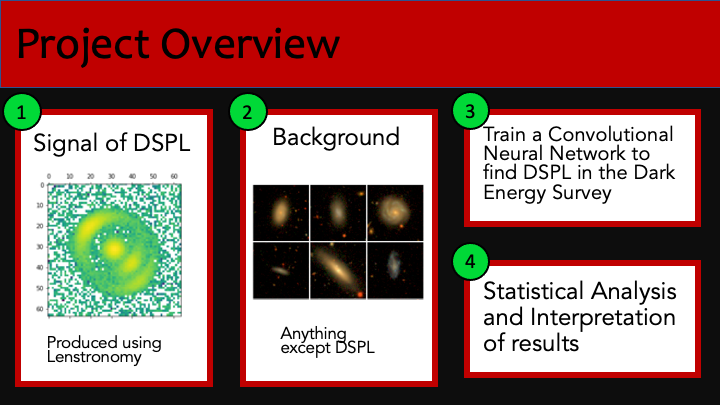 Project Overview
1
Signal of DSPL
0 10 20 30 40 50 60
0
10
20
30
40
50
60
Produced using
Lenstronomy
2
Background
Anything
except DSPL
3
Train a Convolutional
Neural Network to
find DSPL in the Dark
Energy Survey
4
Statistical Analysis
and Interpretation
of results